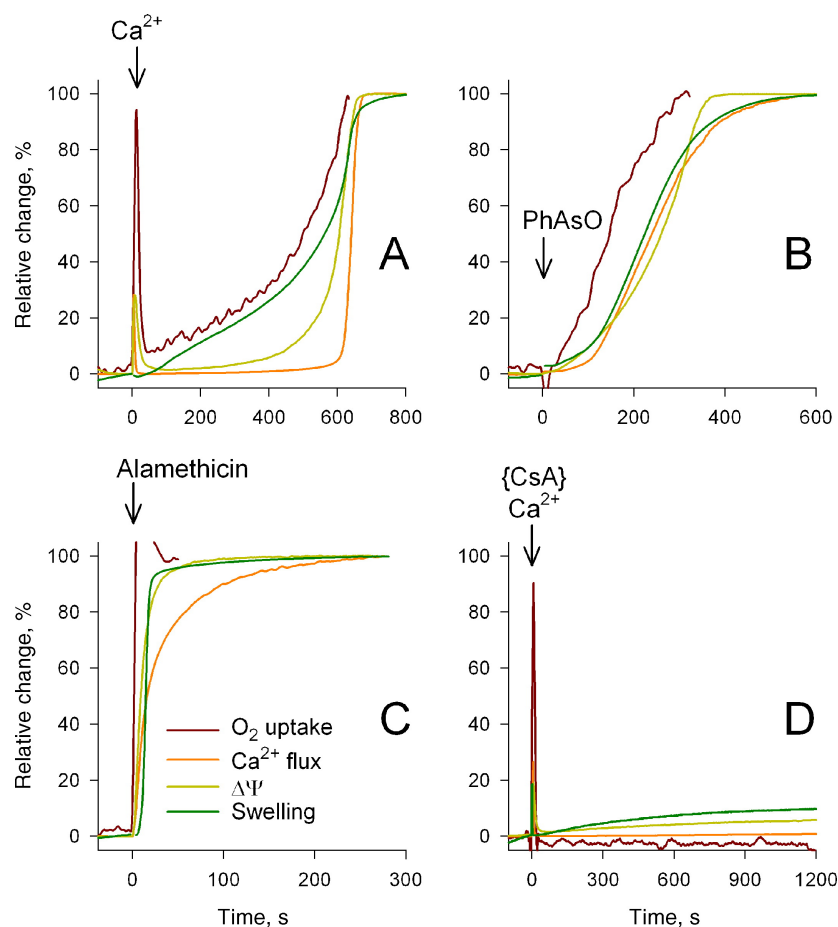 Ca²⁺
Relative change, %
100
80
60
40
20
0
A
0
200
400
600
800
PhAsO
100
80
60
40
20
0
B
0
200
400
600
Alamethicin
Relative change, %
100
80
60
40
20
0
C
O₂ uptake
Ca²⁺ flux
ΔΨ
Swelling
0
100
200
300
Time, s
{CsA}
Ca²⁺
100
80
60
40
20
0
D
0
300
600
900
1200
Time, s